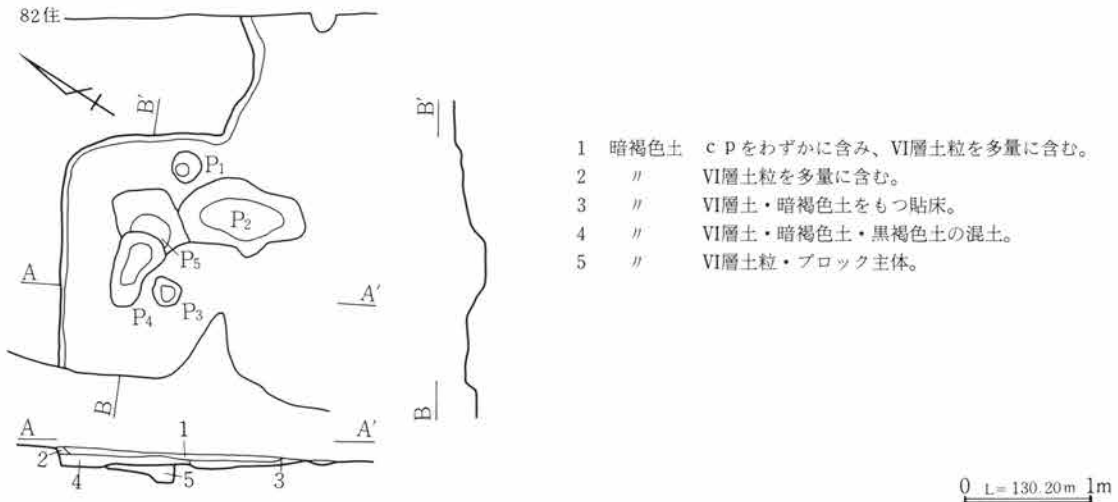 82住
B'
P1
P2
P5
A
A'
P4
P3
B
A
A'
1
2
4
5
3
B'
B
1 暗褐色土 cpをわずかに含み、VI層土粒を多量に含む。
2 〃 VI層土粒を多量に含む。
3 〃 VI層土・暗褐色土をもつ貼床。
4 〃 VI層土・暗褐色土・黒褐色土の混土。
5 〃 VI層土粒・ブロック主体。
0 L=130.20m 1m